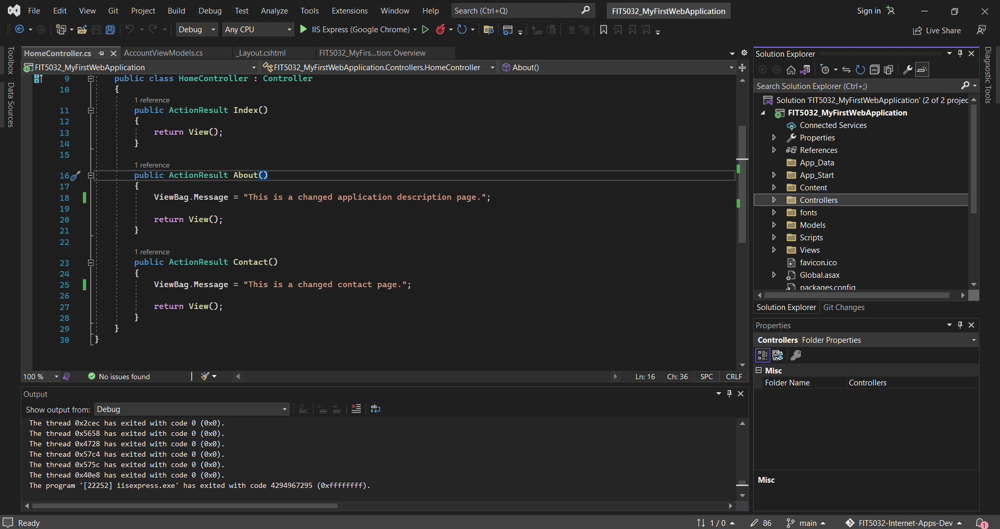 File Edit View Git Project Build Debug Test Analyze Tools Extensions Window Help Search (Ctrl+Q) FIT5032_MyFirstWebApplication Sign in
Debug Any CPU IIS Express (Google Chrome) Live Share
Toolbox
Data Sources
HomeController.cs AccountViewModels.cs _Layout.cshtml FIT5032_MyFirs...tion: Overview
FIT5032_MyFirstWebApplication FIT5032_MyFirstWebApplication.Controllers.HomeController About()
9 public class HomeController : Controller
10 {
1 reference
11 public ActionResult Index()
12 {
13 return View();
14 }
15
1 reference
16 public ActionResult About()
17 {
18 ViewBag.Message = "This is a changed application description page.";
19
20 return View();
21 }
22
1 reference
23 public ActionResult Contact()
24 {
25 ViewBag.Message = "This is a changed contact page.";
26
27 return View();
28 }
29 }
30 }
100 % No issues found Ln: 16 Ch: 36 SPC CRLF
Output
Show output from: Debug
The thread 0x2cec has exited with code 0 (0x0).
The thread 0x5658 has exited with code 0 (0x0).
The thread 0x4728 has exited with code 0 (0x0).
The thread 0x57c4 has exited with code 0 (0x0).
The thread 0x575c has exited with code 0 (0x0).
The thread 0x40e8 has exited with code 0 (0x0).
The program '[22252] iisexpress.exe' has exited with code 4294967295 (0xffffffff).
Solution Explorer
Search Solution Explorer (Ctrl+;)
Solution 'FIT5032_MyFirstWebApplication' (2 of 2 projec
FIT5032_MyFirstWebApplication
Connected Services
Properties
References
App_Data
App_Start
Content
Controllers
fonts
Models
Scripts
Views
favicon.ico
Global.asax
packages.config
Solution Explorer Git Changes
Properties
Controllers Folder Properties
Misc
Folder Name Controllers
Misc
Diagnostic Tools
Ready 1 / 0 86 main FIT5032-Internet-Apps-Dev 1